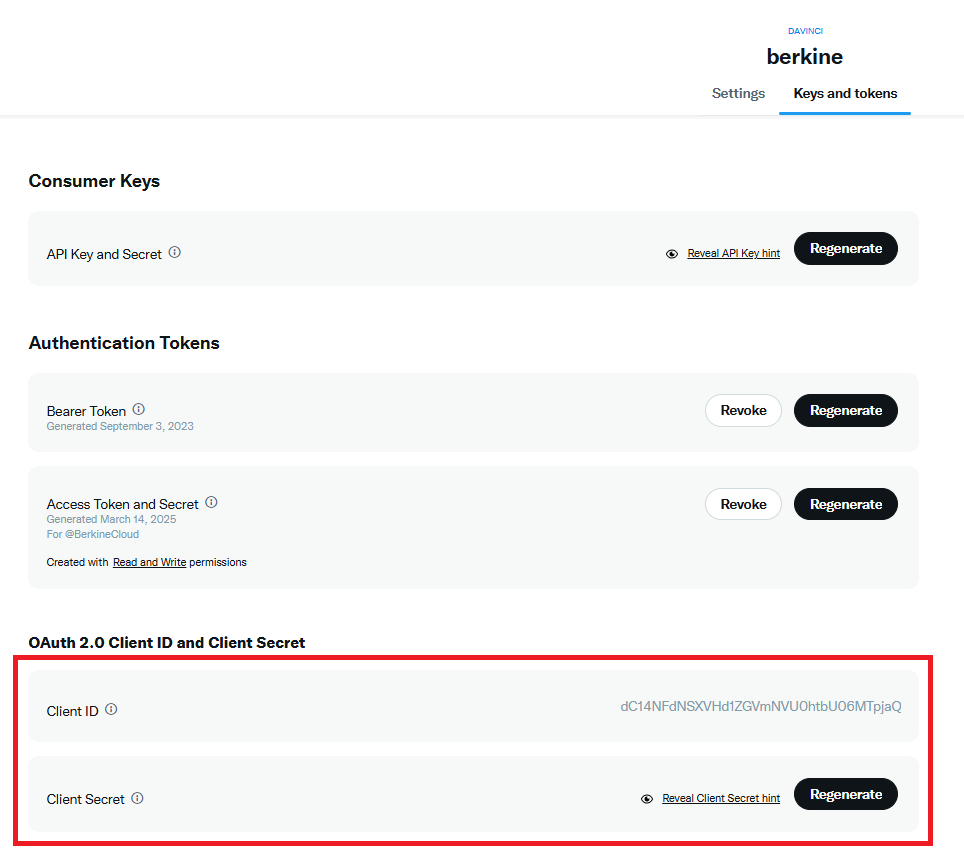 DAVINCI
berkine
Settings Keys and tokens
Consumer Keys
API Key and Secret Reveal API Key hint Regenerate
Authentication Tokens
Bearer Token Revoke Regenerate
Generated September 3, 2023
Access Token and Secret Revoke Regenerate
Generated March 14, 2025
For @BerkineCloud
Created with Read and Write permissions
OAuth 2.0 Client ID and Client Secret
Client ID dC14NFdNSXVHd1ZGVmNVU0htbU06MTpjaQ
Client Secret Reveal Client Secret hint Regenerate